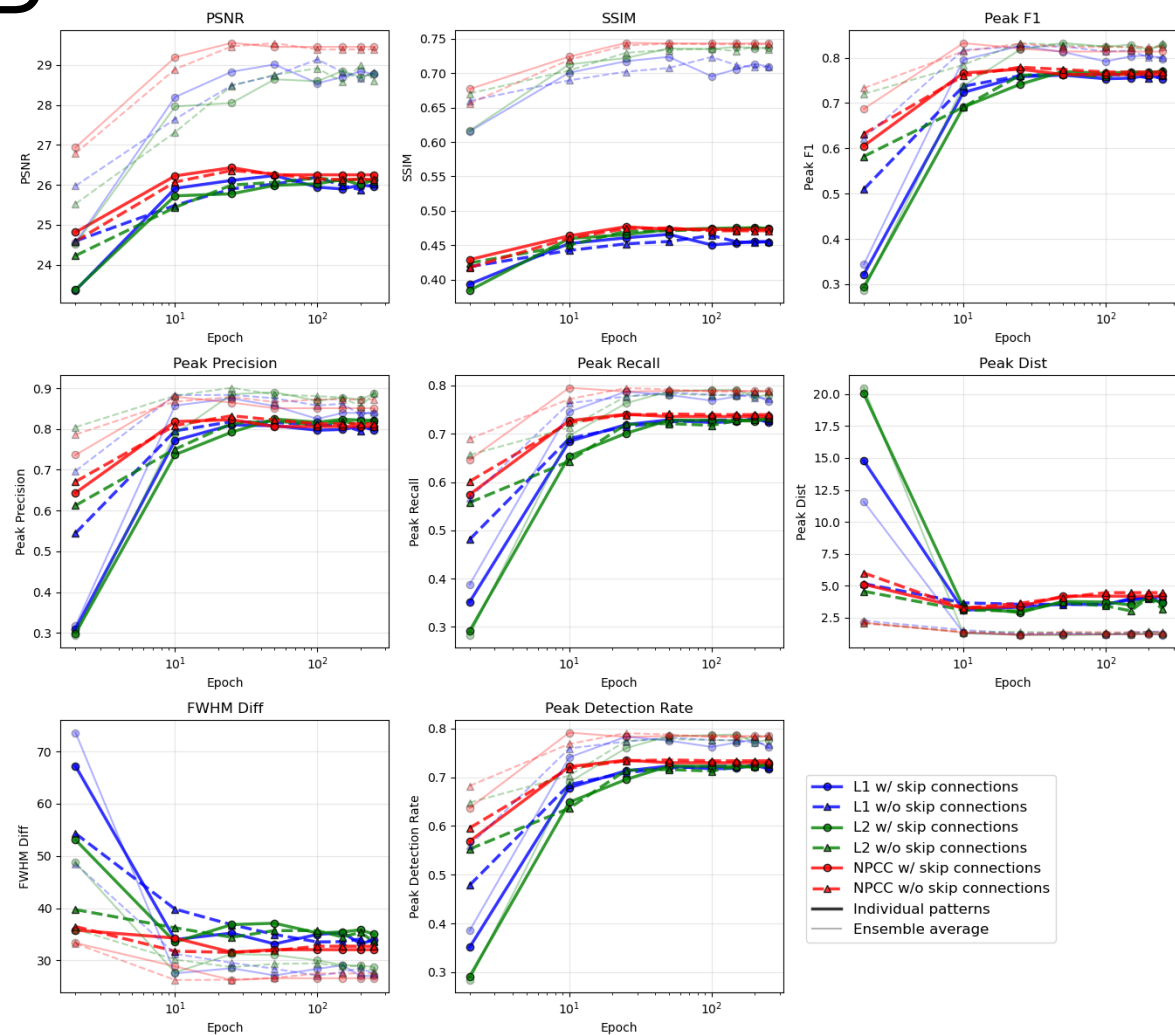 PSNR
29
28
27
26
25
24
PSNR
10¹
10²
Epoch
SSIM
0.75
0.70
0.65
0.60
0.55
0.50
0.45
0.40
SSIM
10¹
10²
Epoch
Peak F1
0.8
0.7
0.6
0.5
0.4
0.3
Peak F1
10¹
10²
Epoch
Peak Precision
0.9
0.8
0.7
0.6
0.5
0.4
0.3
Peak Precision
10¹
10²
Epoch
Peak Recall
0.8
0.7
0.6
0.5
0.4
0.3
Peak Recall
10¹
10²
Epoch
Peak Dist
20.0
17.5
15.0
12.5
10.0
7.5
5.0
2.5
Peak Dist
10¹
10²
Epoch
FWHM Diff
70
60
50
40
30
FWHM Diff
10¹
10²
Epoch
Peak Detection Rate
0.8
0.7
0.6
0.5
0.4
0.3
Peak Detection Rate
10¹
10²
Epoch
L1 w/ skip connections
L1 w/o skip connections
L2 w/ skip connections
L2 w/o skip connections
NPCC w/ skip connections
NPCC w/o skip connections
Individual patterns
Ensemble average